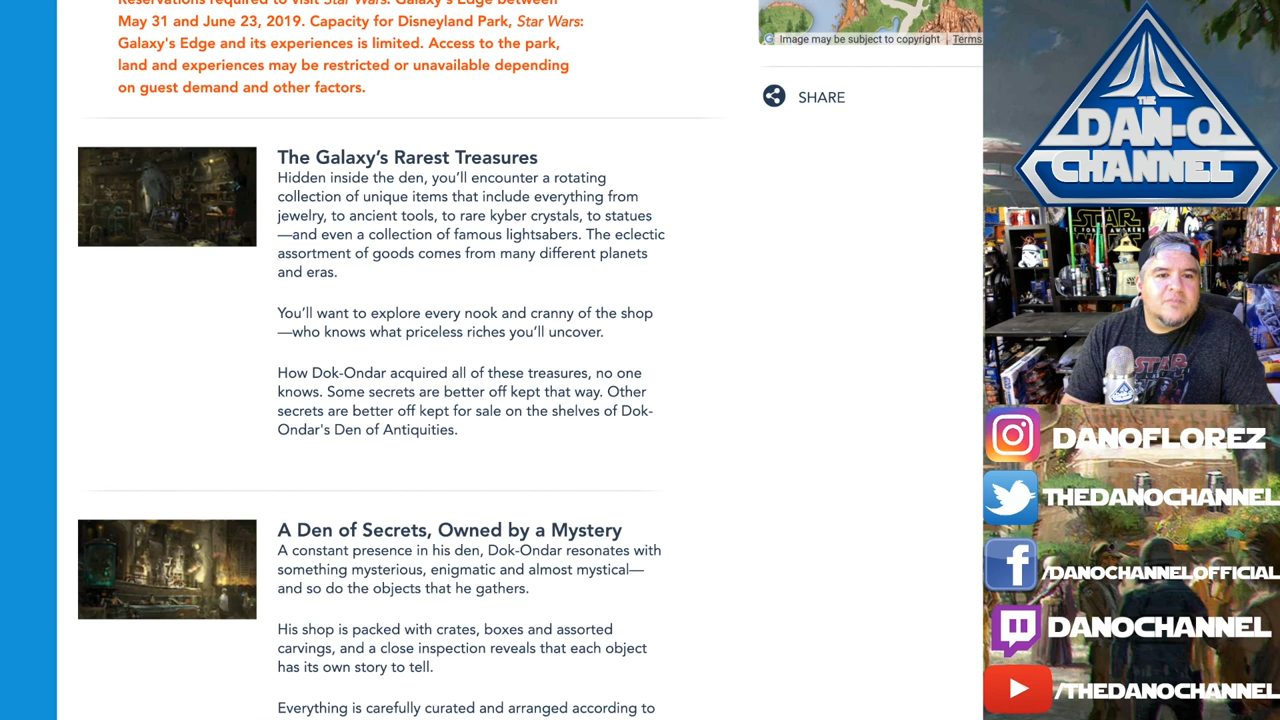 Reservations required to visit Star Wars: Galaxy's Edge between
May 31 and June 23, 2019. Capacity for Disneyland Park, Star Wars:
Galaxy's Edge and its experiences is limited. Access to the park,
land and experiences may be restricted or unavailable depending
on guest demand and other factors.
The Galaxy’s Rarest Treasures
Hidden inside the den, you’ll encounter a rotating
collection of unique items that include everything from
jewelry, to ancient tools, to rare kyber crystals, to statues
—and even a collection of famous lightsabers. The eclectic
assortment of goods comes from many different planets
and eras.
You’ll want to explore every nook and cranny of the shop
—who knows what priceless riches you’ll uncover.
How Dok-Ondar acquired all of these treasures, no one
knows. Some secrets are better off kept that way. Other
secrets are better off kept for sale on the shelves of Dok-
Ondar's Den of Antiquities.
A Den of Secrets, Owned by a Mystery
A constant presence in his den, Dok-Ondar resonates with
something mysterious, enigmatic and almost mystical—
and so do the objects that he gathers.
His shop is packed with crates, boxes and assorted
carvings, and a close inspection reveals that each object
has its own story to tell.
Everything is carefully curated and arranged according to
Image may be subject to copyright
Terms
SHARE
THE
DAN-O
CHANNEL
STAR
WARS
DANOFLOREZ
THEDANOCHANNEL
/DANOCHANNELOFFICIAL
DANOCHANNEL
/THEDANOCHANNEL